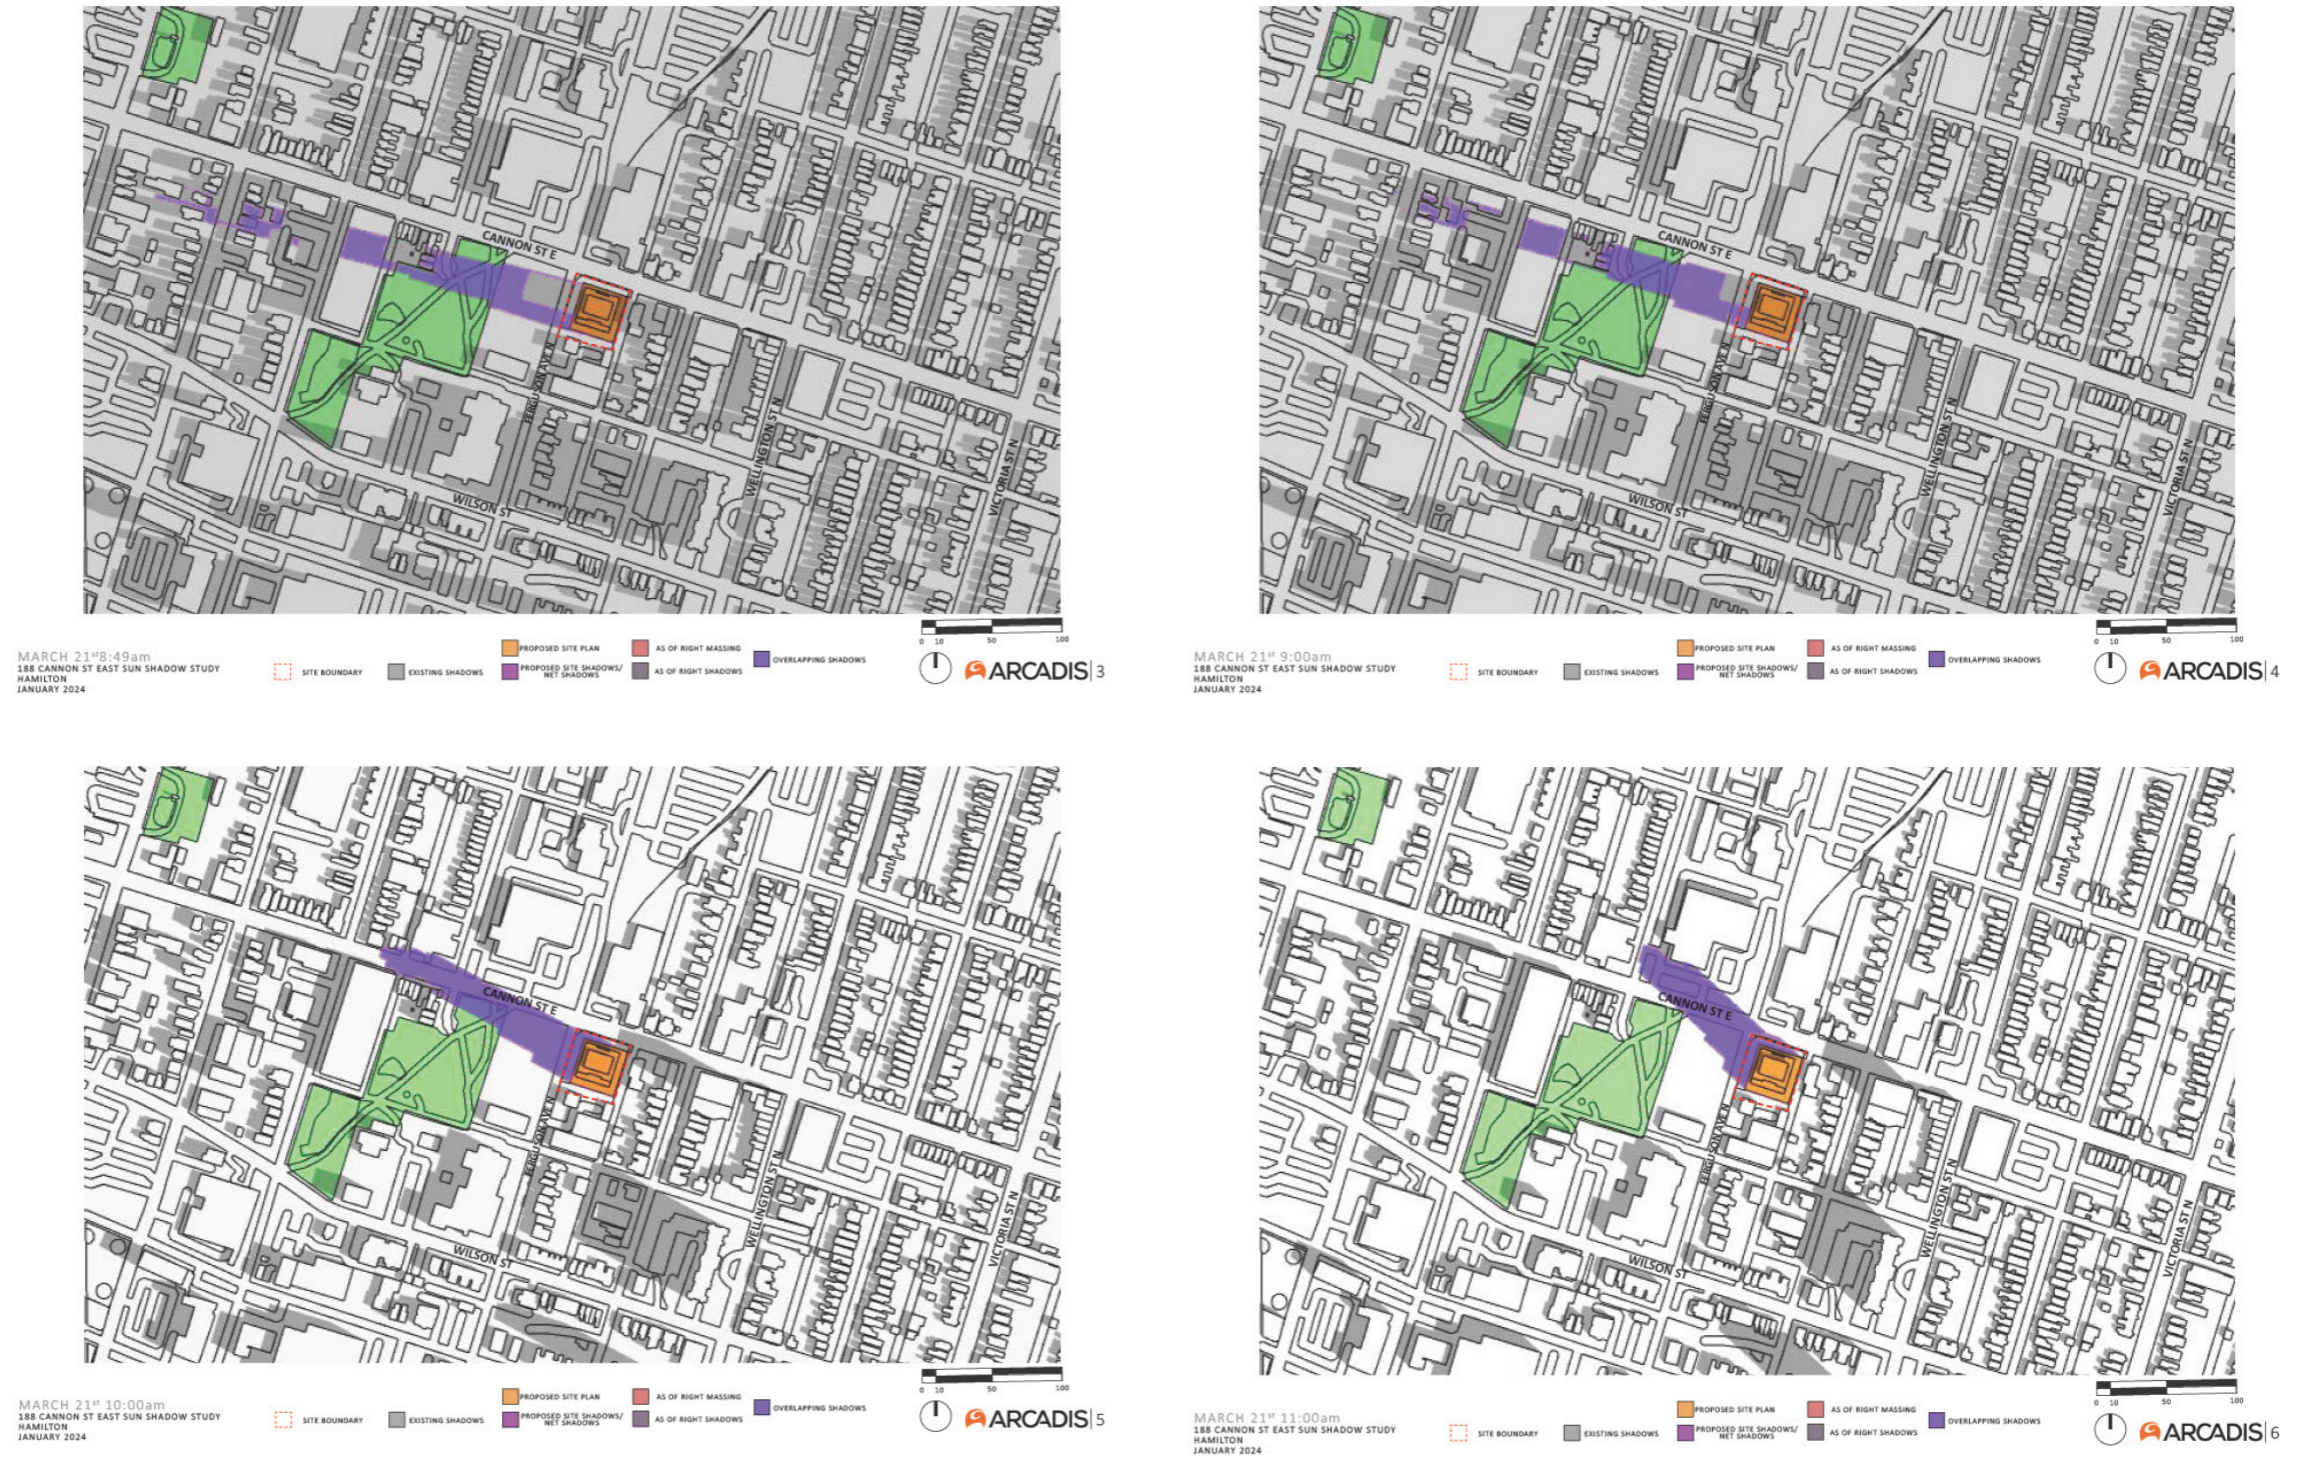 CANNON ST E
FERGUSON AVE N
WELLINGTON ST N
VICTORIA ST N
WILSON ST
0 10 50 100
MARCH 21st8:49am
188 CANNON ST EAST SUN SHADOW STUDY
HAMILTON
JANUARY 2024
SITE BOUNDARY
EXISTING SHADOWS
PROPOSED SITE PLAN
PROPOSED SITE SHADOWS/
NET SHADOWS
AS OF RIGHT MASSING
AS OF RIGHT SHADOWS
OVERLAPPING SHADOWS
ARCADIS 3
CANNON ST E
FERGUSON AVE N
WELLINGTON ST N
VICTORIA ST N
WILSON ST
0 10 50 100
MARCH 21st 9:00am
188 CANNON ST EAST SUN SHADOW STUDY
HAMILTON
JANUARY 2024
SITE BOUNDARY
EXISTING SHADOWS
PROPOSED SITE PLAN
PROPOSED SITE SHADOWS/
NET SHADOWS
AS OF RIGHT MASSING
AS OF RIGHT SHADOWS
OVERLAPPING SHADOWS
ARCADIS 4
CANNON ST E
FERGUSON AVE N
WELLINGTON ST N
VICTORIA ST N
WILSON ST
0 10 50 100
MARCH 21st 10:00am
188 CANNON ST EAST SUN SHADOW STUDY
HAMILTON
JANUARY 2024
SITE BOUNDARY
EXISTING SHADOWS
PROPOSED SITE PLAN
PROPOSED SITE SHADOWS/
NET SHADOWS
AS OF RIGHT MASSING
AS OF RIGHT SHADOWS
OVERLAPPING SHADOWS
ARCADIS 5
CANNON ST E
FERGUSON AVE N
WELLINGTON ST N
VICTORIA ST N
WILSON ST
0 10 50 100
MARCH 21st 11:00am
188 CANNON ST EAST SUN SHADOW STUDY
HAMILTON
JANUARY 2024
SITE BOUNDARY
EXISTING SHADOWS
PROPOSED SITE PLAN
PROPOSED SITE SHADOWS/
NET SHADOWS
AS OF RIGHT MASSING
AS OF RIGHT SHADOWS
OVERLAPPING SHADOWS
ARCADIS 6